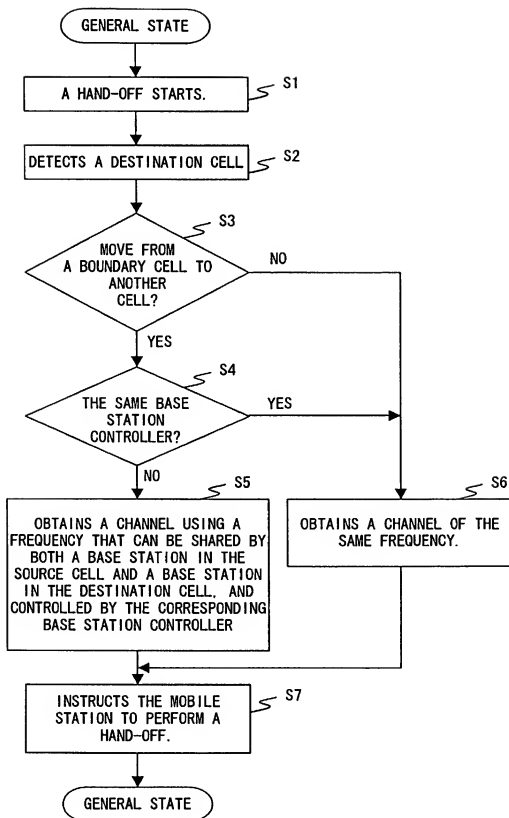 GENERAL STATE
S1
A HAND-OFF STARTS.
S2
DETECTS A DESTINATION CELL
S3
MOVE FROM
A BOUNDARY CELL TO
ANOTHER
CELL?
NO
YES
S4
THE SAME BASE
STATION
CONTROLLER?
YES
NO
S5
OBTAINS A CHANNEL USING A
FREQUENCY THAT CAN BE SHARED BY
BOTH A BASE STATION IN THE
SOURCE CELL AND A BASE STATION
IN THE DESTINATION CELL, AND
CONTROLLED BY THE CORRESPONDING
BASE STATION CONTROLLER
S6
OBTAINS A CHANNEL OF THE
SAME FREQUENCY.
S7
INSTRUCTS THE MOBILE
STATION TO PERFORM A
HAND-OFF.
GENERAL STATE